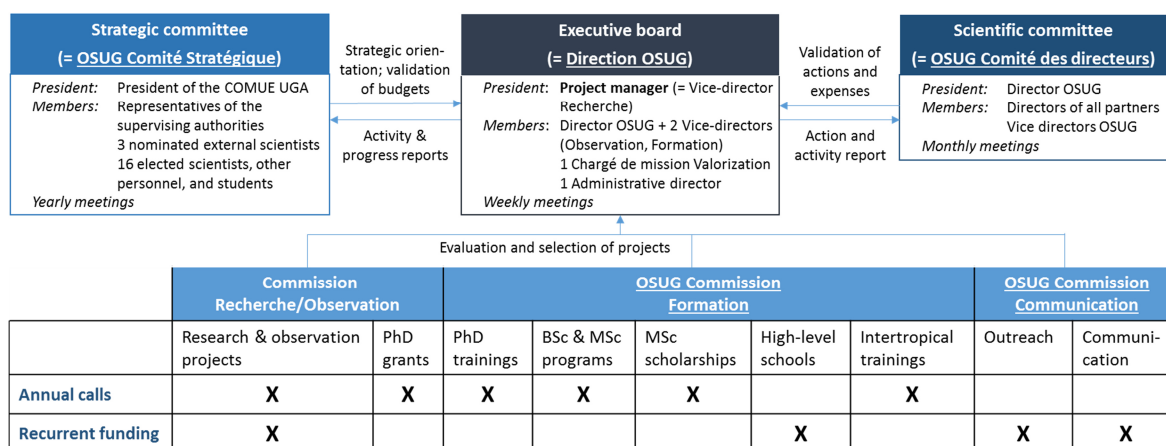 Strategic committee
(= OSUG Comité Stratégique)
President: President of the COMUE UGA
Members: Representatives of the
supervising authorities
3 nominated external scientists
16 elected scientists, other
personnel, and students
Yearly meetings
Strategic orien-
tation; validation
of budgets
Activity &
progress reports
Executive board
(= Direction OSUG)
President: Project manager (= Vice-director
Recherche)
Members: Director OSUG + 2 Vice-directors
(Observation, Formation)
1 Chargé de mission Valorization
1 Administrative director
Weekly meetings
Validation of
actions and
expenses
Action and
activity report
Scientific committee
(= OSUG Comité des directeurs)
President: Director OSUG
Members: Directors of all partners
Vice directors OSUG
Monthly meetings
Evaluation and selection of projects
Commission
Recherche/Observation
OSUG Commission
Formation
OSUG Commission
Communication
Research & observation
projects
PhD
grants
PhD
trainings
BSc & MSc
programs
MSc
scholarships
High-level
schools
Intertropical
trainings
Outreach
Communi-
cation
Annual calls X X X X X X
Recurrent funding X X X X